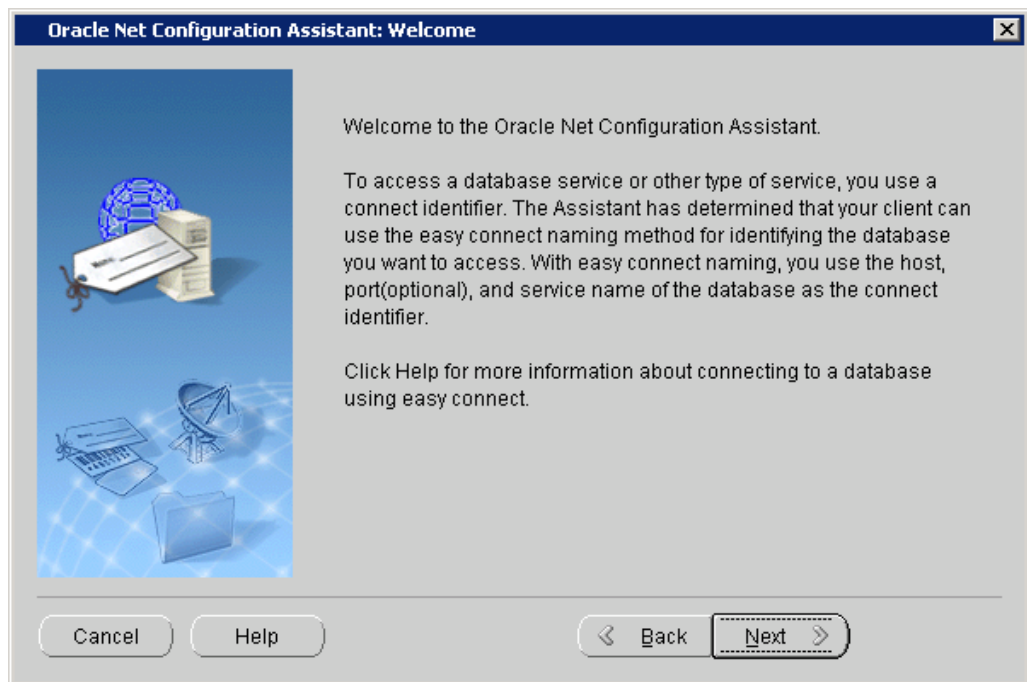 Oracle Net Configuration Assistant: Welcome
Welcome to the Oracle Net Configuration Assistant.
To access a database service or other type of service, you use a
connect identifier. The Assistant has determined that your client can
use the easy connect naming method for identifying the database
you want to access. With easy connect naming, you use the host,
port(optional), and service name of the database as the connect
identifier.
Click Help for more information about connecting to a database
using easy connect.
Cancel
Help
Back
Next